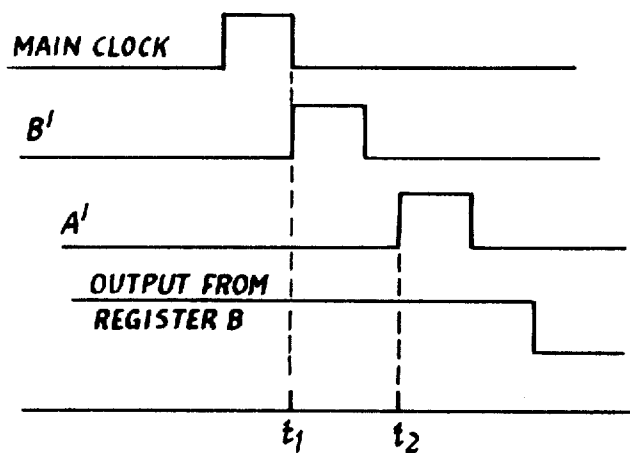 MAIN CLOCK
B'
A'
OUTPUT FROM
REGISTER B
t1
t2